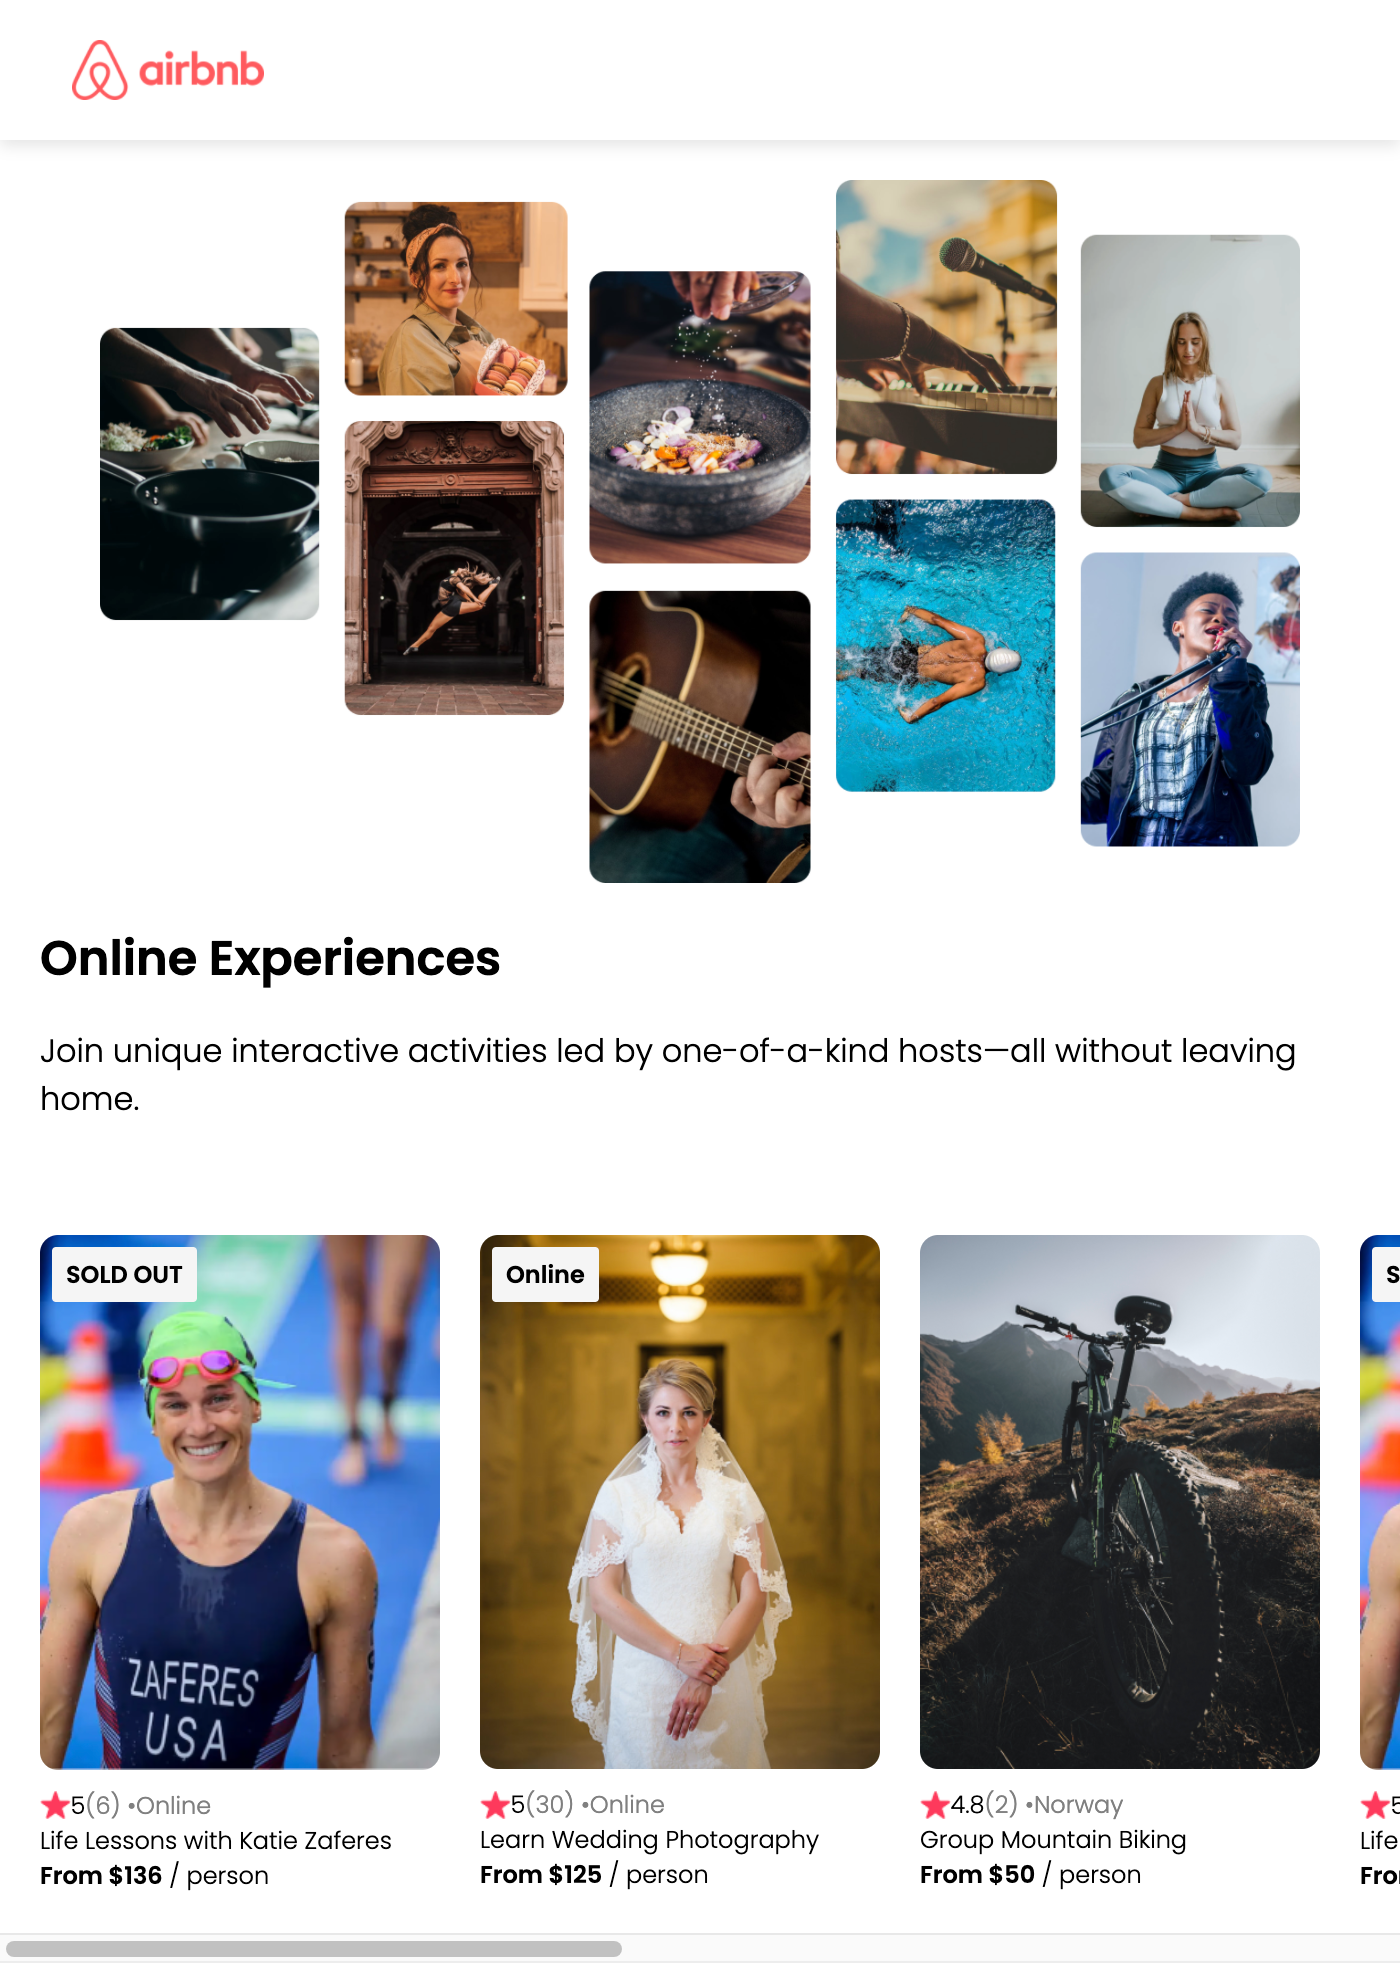 airbnb
Online Experiences
Join unique interactive activities led by one-of-a-kind hosts—all without leaving
home.
SOLD OUT
ZAFERES
USA
5(6) •Online
Life Lessons with Katie Zaferes
From $136 / person
Online
5(30) •Online
Learn Wedding Photography
From $125 / person
4.8(2) •Norway
Group Mountain Biking
From $50 / person
S
5
Life
Fro